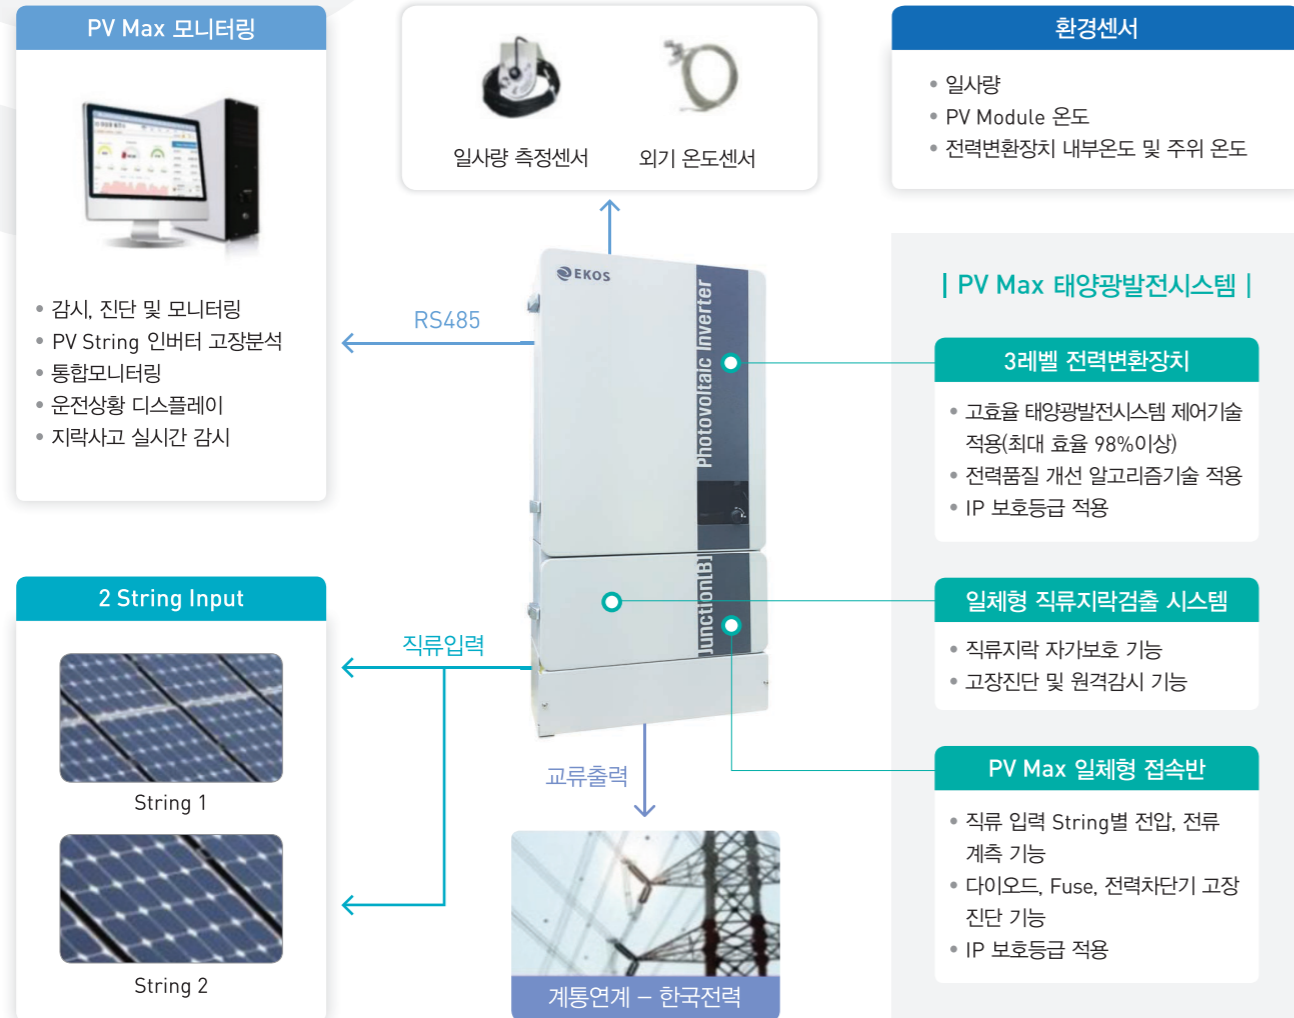 PV Max 모니터링
• 감시, 진단 및 모니터링
• PV String 인버터 고장분석
• 통합모니터링
• 운전상황 디스플레이
• 지락사고 실시간 감시
일사량 측정센서
외기 온도센서
환경센서
• 일사량
• PV Module 온도
• 전력변환장치 내부온도 및 주위 온도
RS485
EKOS
Photovoltaic Inverter
Junction(B)
2 String Input
String 1
String 2
직류입력
교류출력
계통연계 – 한국전력
| PV Max 태양광발전시스템 |
3레벨 전력변환장치
• 고효율 태양광발전시스템 제어기술
적용(최대 효율 98%이상)
• 전력품질 개선 알고리즘기술 적용
• IP 보호등급 적용
일체형 직류지락검출 시스템
• 직류지락 자가보호 기능
• 고장진단 및 원격감시 기능
PV Max 일체형 접속반
• 직류 입력 String별 전압, 전류
계측 기능
• 다이오드, Fuse, 전력차단기 고장
진단 기능
• IP 보호등급 적용